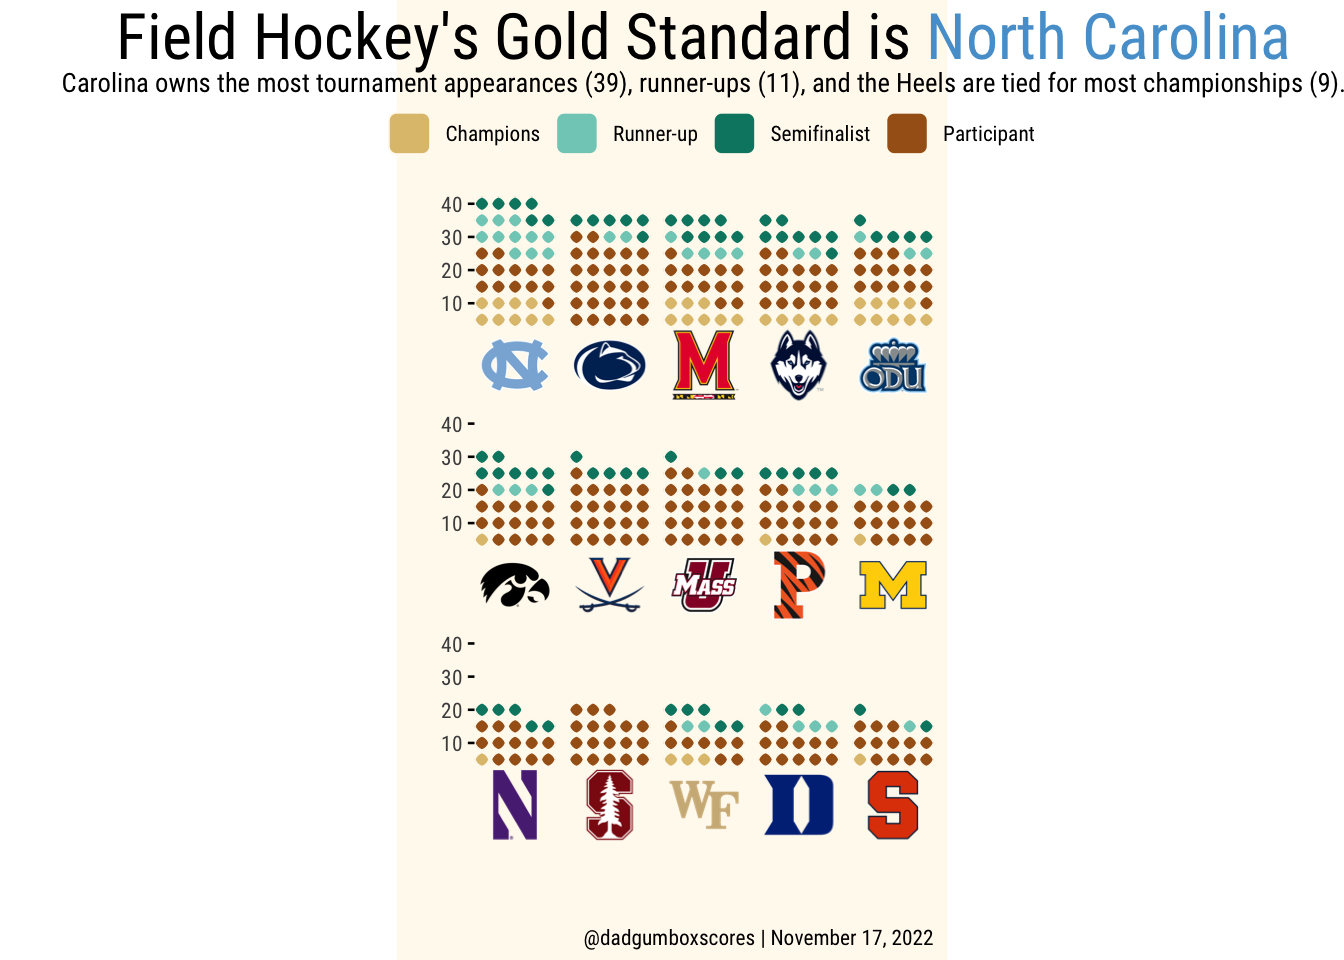 Field Hockey's Gold Standard is North Carolina
Carolina owns the most tournament appearances (39), runner-ups (11), and the Heels are tied for most championships (9).
Champions Runner-up Semifinalist Participant
40
30
20
10
NC M ODU
40
30
20
10
V U MASS P M
40
30
20
10
N S WF D S
@dadgumboxscores | November 17, 2022